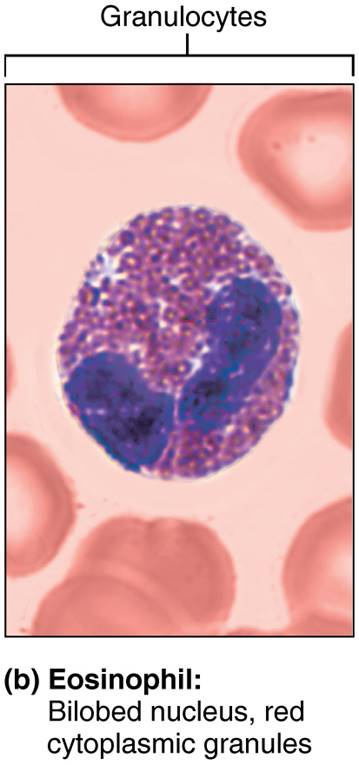 Granulocytes
(b) Eosinophil:
Bilobed nucleus, red
cytoplasmic granules